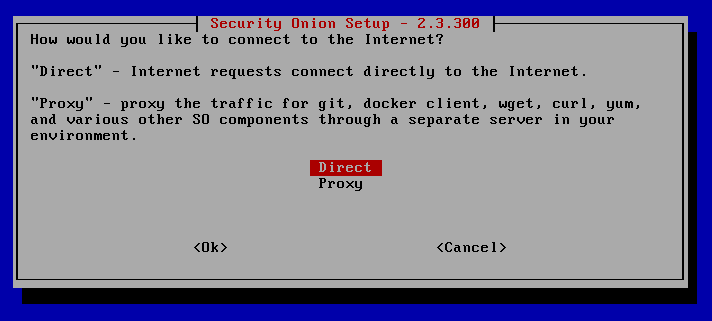 Security Onion Setup - 2.3.300
How would you like to connect to the Internet?
"Direct" - Internet requests connect directly to the Internet.
"Proxy" - proxy the traffic for git, docker client, wget, curl, yum,
and various other SO components through a separate server in your
environment.
Direct
Proxy
<Ok> <Cancel>